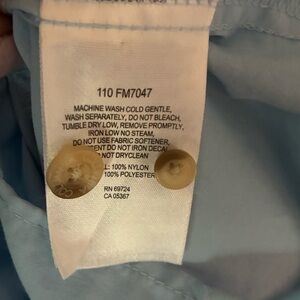 110 FM7047
MACHINE WASH COLD GENTLE,
WASH SEPARATELY, DO NOT BLEACH,
TUMBLE DRY LOW, REMOVE PROMPTLY,
IRON LOW NO STEAM,
DO NOT USE FABRIC SOFTENER,
DO NOT IRON
NOT DRYCLEAN
100% NYLON
100% POLYESTER
RN 69724
CA 05367